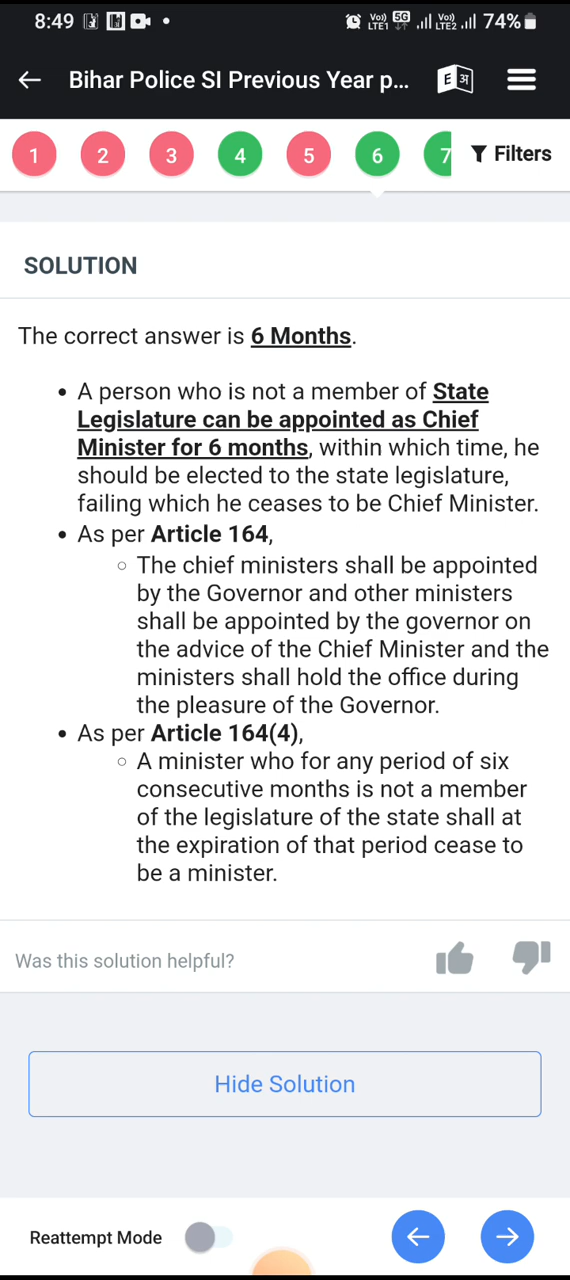 8:49 Vo) LTE1 5G Vo) LTE2 74%
Bihar Police SI Previous Year p... E अ
1 2 3 4 5 6 7 Filters
SOLUTION
The correct answer is 6 Months.
• A person who is not a member of State
Legislature can be appointed as Chief
Minister for 6 months, within which time, he
should be elected to the state legislature,
failing which he ceases to be Chief Minister.
• As per Article 164,
○ The chief ministers shall be appointed
by the Governor and other ministers
shall be appointed by the governor on
the advice of the Chief Minister and the
ministers shall hold the office during
the pleasure of the Governor.
• As per Article 164(4),
○ A minister who for any period of six
consecutive months is not a member
of the legislature of the state shall at
the expiration of that period cease to
be a minister.
Was this solution helpful?
Hide Solution
Reattempt Mode